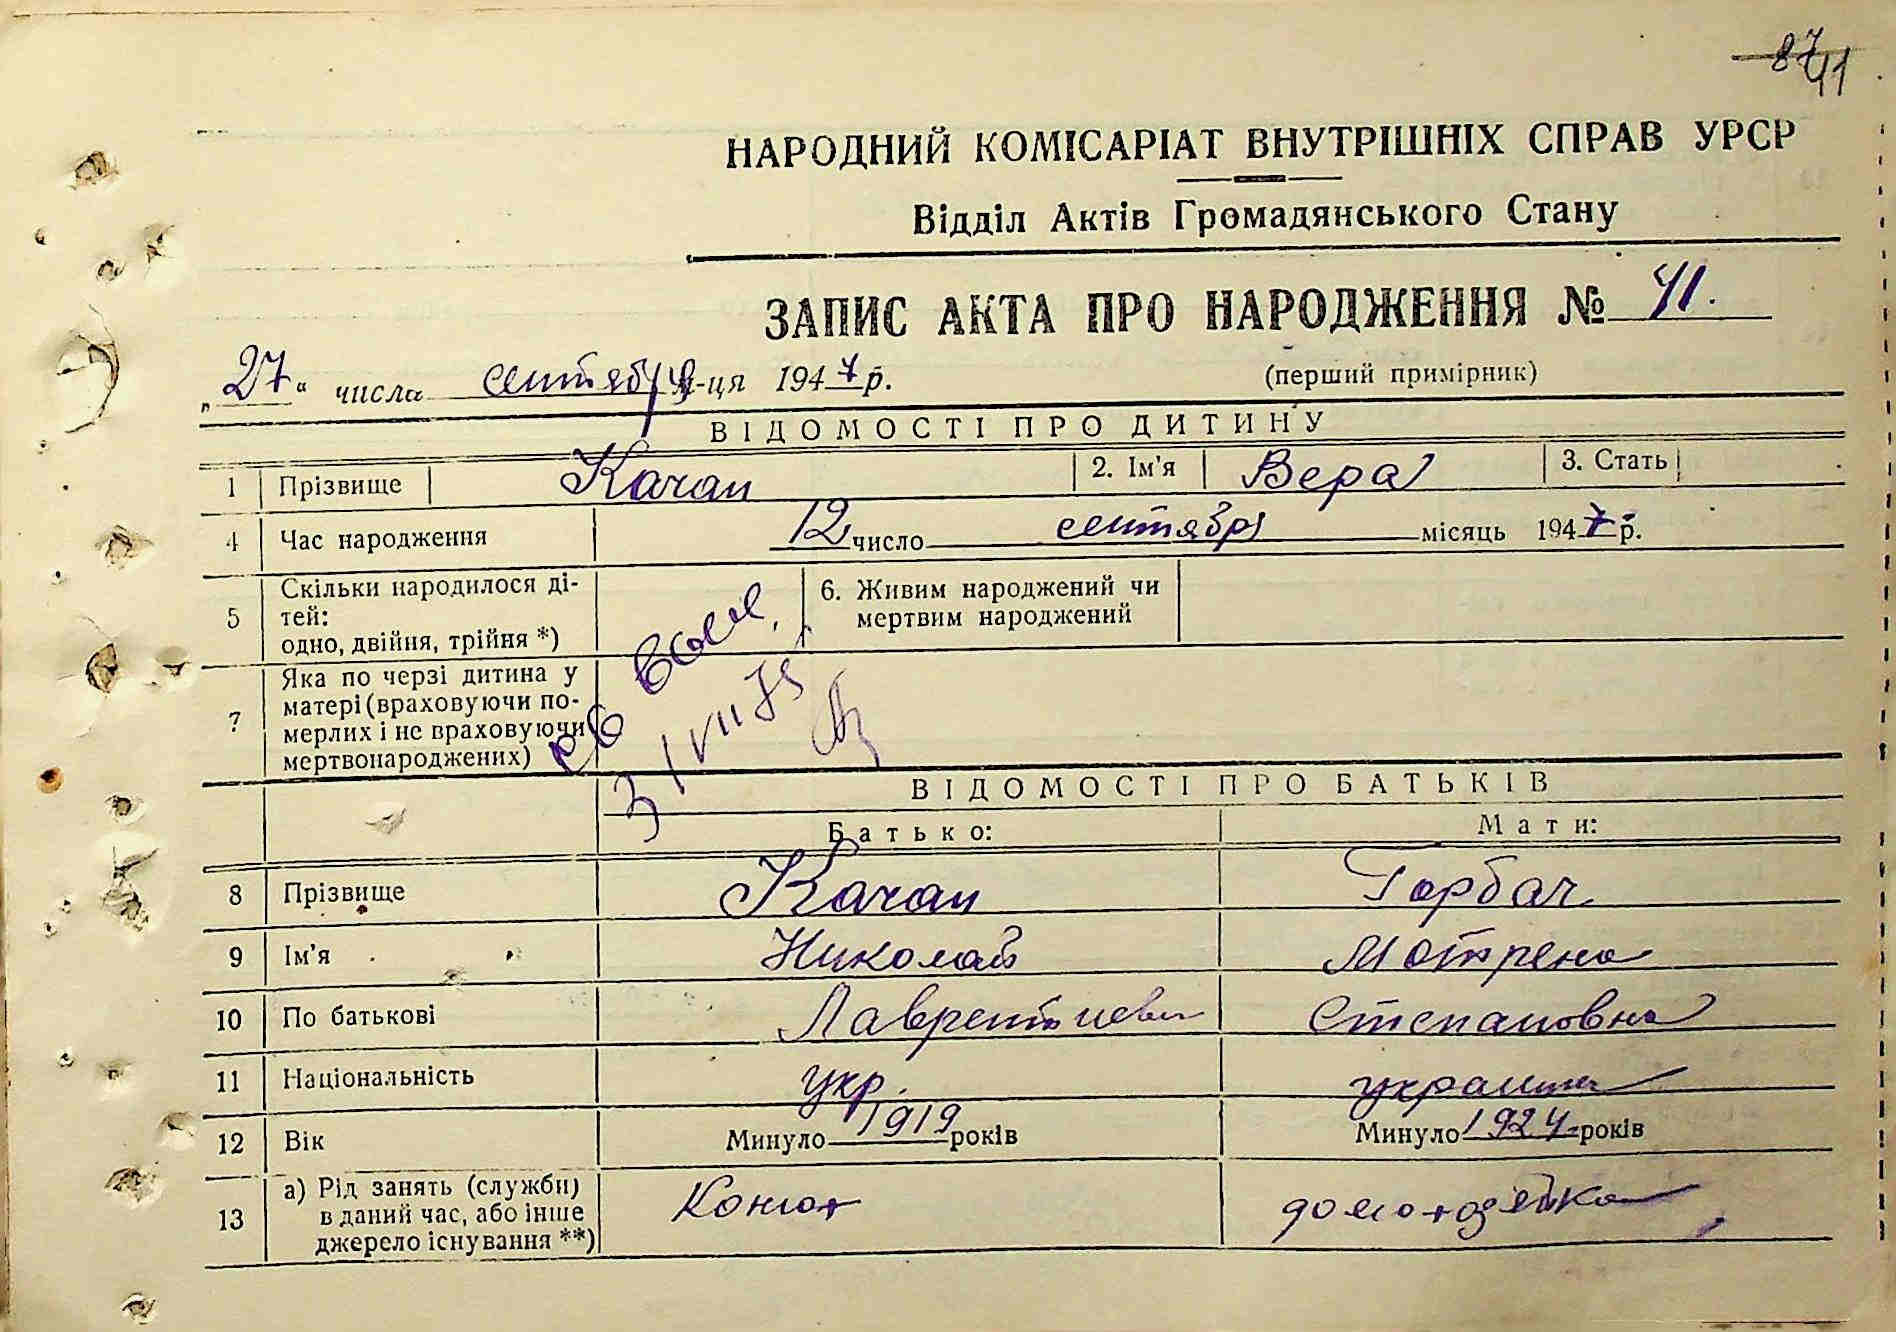 87
41
НАРОДНИЙ КОМІСАРІАТ ВНУТРІШНІХ СПРАВ УРСР
Відділ Актів Громадянського Стану
ЗАПИС АКТА ПРО НАРОДЖЕННЯ № 41.
„27“ числа сентября м-ця 1947 р.
(перший примірник)
ВІДОМОСТІ ПРО ДИТИНУ
1 Прізвище Качан 2. Ім'я Вера 3. Стать
4 Час народження 12 число сентября місяць 1947 р.
5 Скільки народилося ді-
тей:
одно, двійня, трійня *)
6. Живим народжений чи
мертвим народжений
7 Яка по черзі дитина у
матері (враховуючи по-
мерлих і не враховуючи
мертвонароджених)
ВІДОМОСТІ ПРО БАТЬКІВ
Батько: Мати:
8 Прізвище Качан Горбач
9 Ім'я Николай Мотрена
10 По батькові Лаврентиевич Степановна
11 Національність укр. украинка
12 Вік Минуло 1919 років Минуло 1924 років
13 а) Рід занять (служби)
в даний час, або інше
джерело існування **)
Конюх домохозяйка